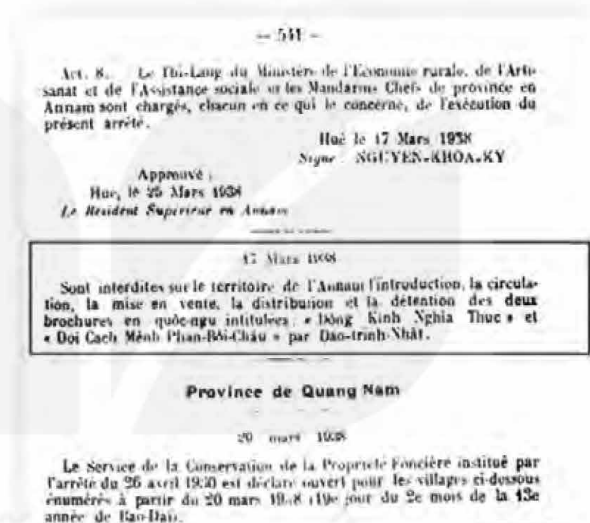 — 541 —
Art. 8. Le Thi-Lang du Ministère de l'Economie rurale, de l'Arti-
sanat et de l'Assistance sociale et les Mandarins Chefs de province en
Annam sont chargés, chacun en ce qui le concerne, de l'exécution du
présent arrêté.
Hué le 17 Mars 1938
Signé : NGUYEN-KHOA-KY
Approuvé :
Hué, le 25 Mars 1938
Le Résident Supérieur en Annam
17 Mars 1938
Sont interdites sur le territoire de l'Annam l'introduction, la circula-
tion, la mise en vente, la distribution et la détention des deux
brochures en quôc-ngu intitulées : « Dông Kinh Nghia Thuc » et
« Doi Cach Mênh Phan-Bôi-Châu » par Dao-trinh-Nhât.
Province de Quang Nam
20 mars 1938
Le Service de la Conservation de la Propriété Foncière institué par
l'arrêté du 26 avril 1930 est déclaré ouvert pour les villages ci-dessous
énumérés à partir du 20 mars 1938 (19e jour du 2e mois de la 13e
année de Bao-Dai).